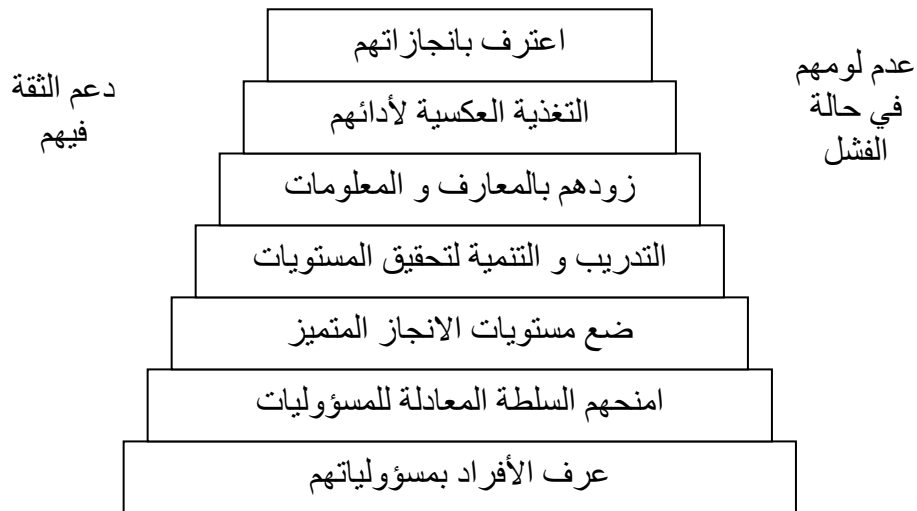 اعترف بانجازاتهم
التغذية العكسية لأدائهم
زودهم بالمعارف و المعلومات
التدريب و التنمية لتحقيق المستويات
ضع مستويات الانجاز المتميز
امنحهم السلطة المعادلة للمسؤوليات
عرف الأفراد بمسؤولياتهم
عدم لومهم
في حالة
الفشل
دعم الثقة
فيهم